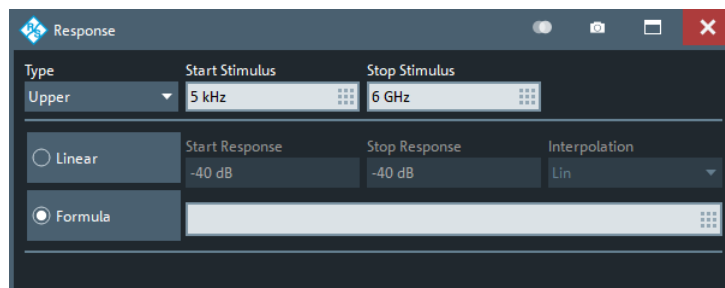 R&S Response
Type Start Stimulus Stop Stimulus
Upper 5 kHz 6 GHz
Start Response Stop Response Interpolation
Linear -40 dB -40 dB Lin
Formula